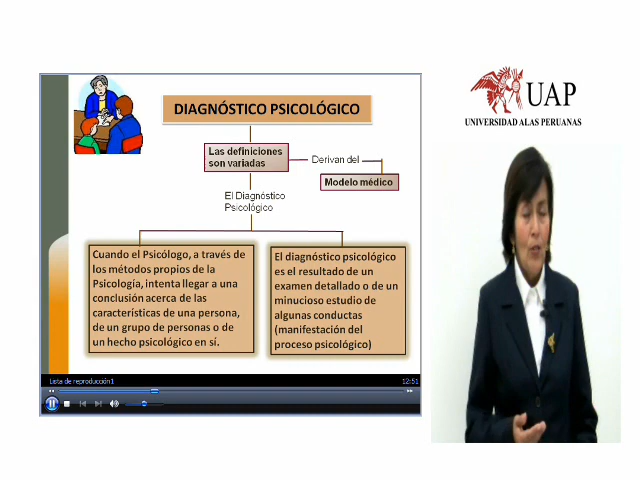 DIAGNÓSTICO PSICOLÓGICO
Las definiciones
son variadas
Derivan del
Modelo médico
El Diagnóstico
Psicológico
Cuando el Psicólogo, a través de
los métodos propios de la
Psicología, intenta llegar a una
conclusión acerca de las
características de una persona,
de un grupo de personas o de
un hecho psicológico en sí.
El diagnóstico psicológico
es el resultado de un
examen detallado o de un
minucioso estudio de
algunas conductas
(manifestación del
proceso psicológico)
Lista de reproducción1
12:51
UAP
UNIVERSIDAD ALAS PERUANAS